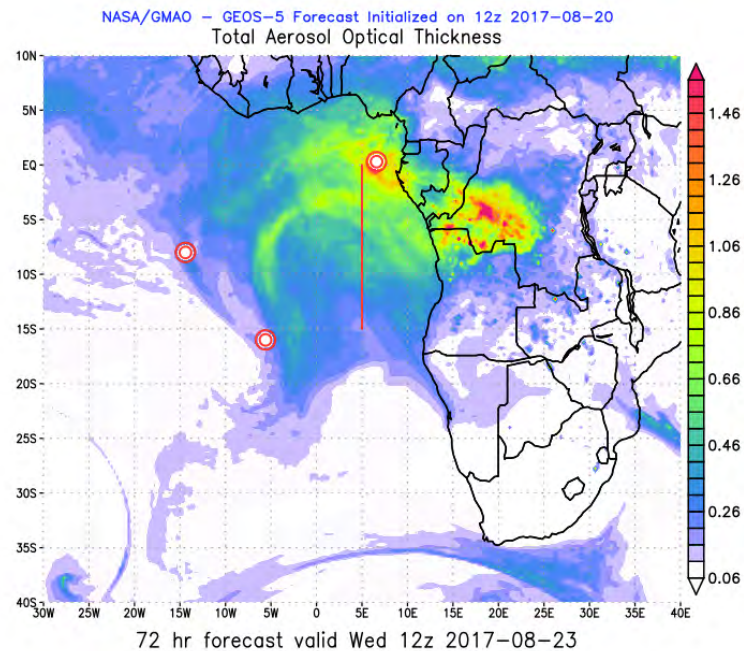 NASA/GMAO - GEOS-5 Forecast Initialized on 12z 2017-08-20
Total Aerosol Optical Thickness
10N
5N
EQ
5S
10S
15S
20S
25S
30S
35S
40S
30W 25W 20W 15W 10W 5W 0 5E 10E 15E 20E 25E 30E 35E 40E
1.46
1.26
1.06
0.86
0.66
0.46
0.26
0.06
72 hr forecast valid Wed 12z 2017-08-23